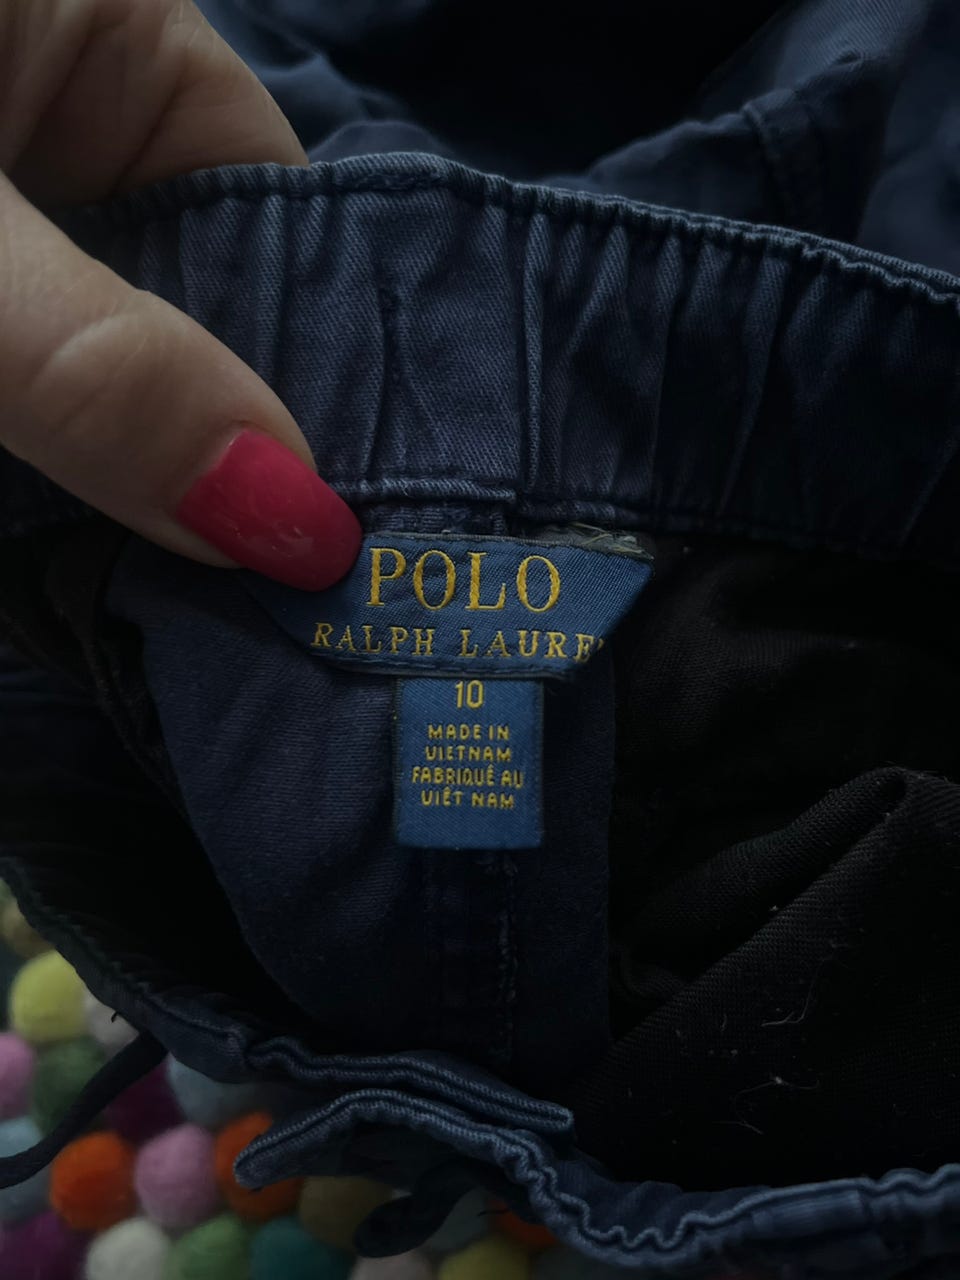 POLO
RALPH LAURE
10
MADE IN
VIETNAM
FABRIQUÉ AU
VIÊT NAM